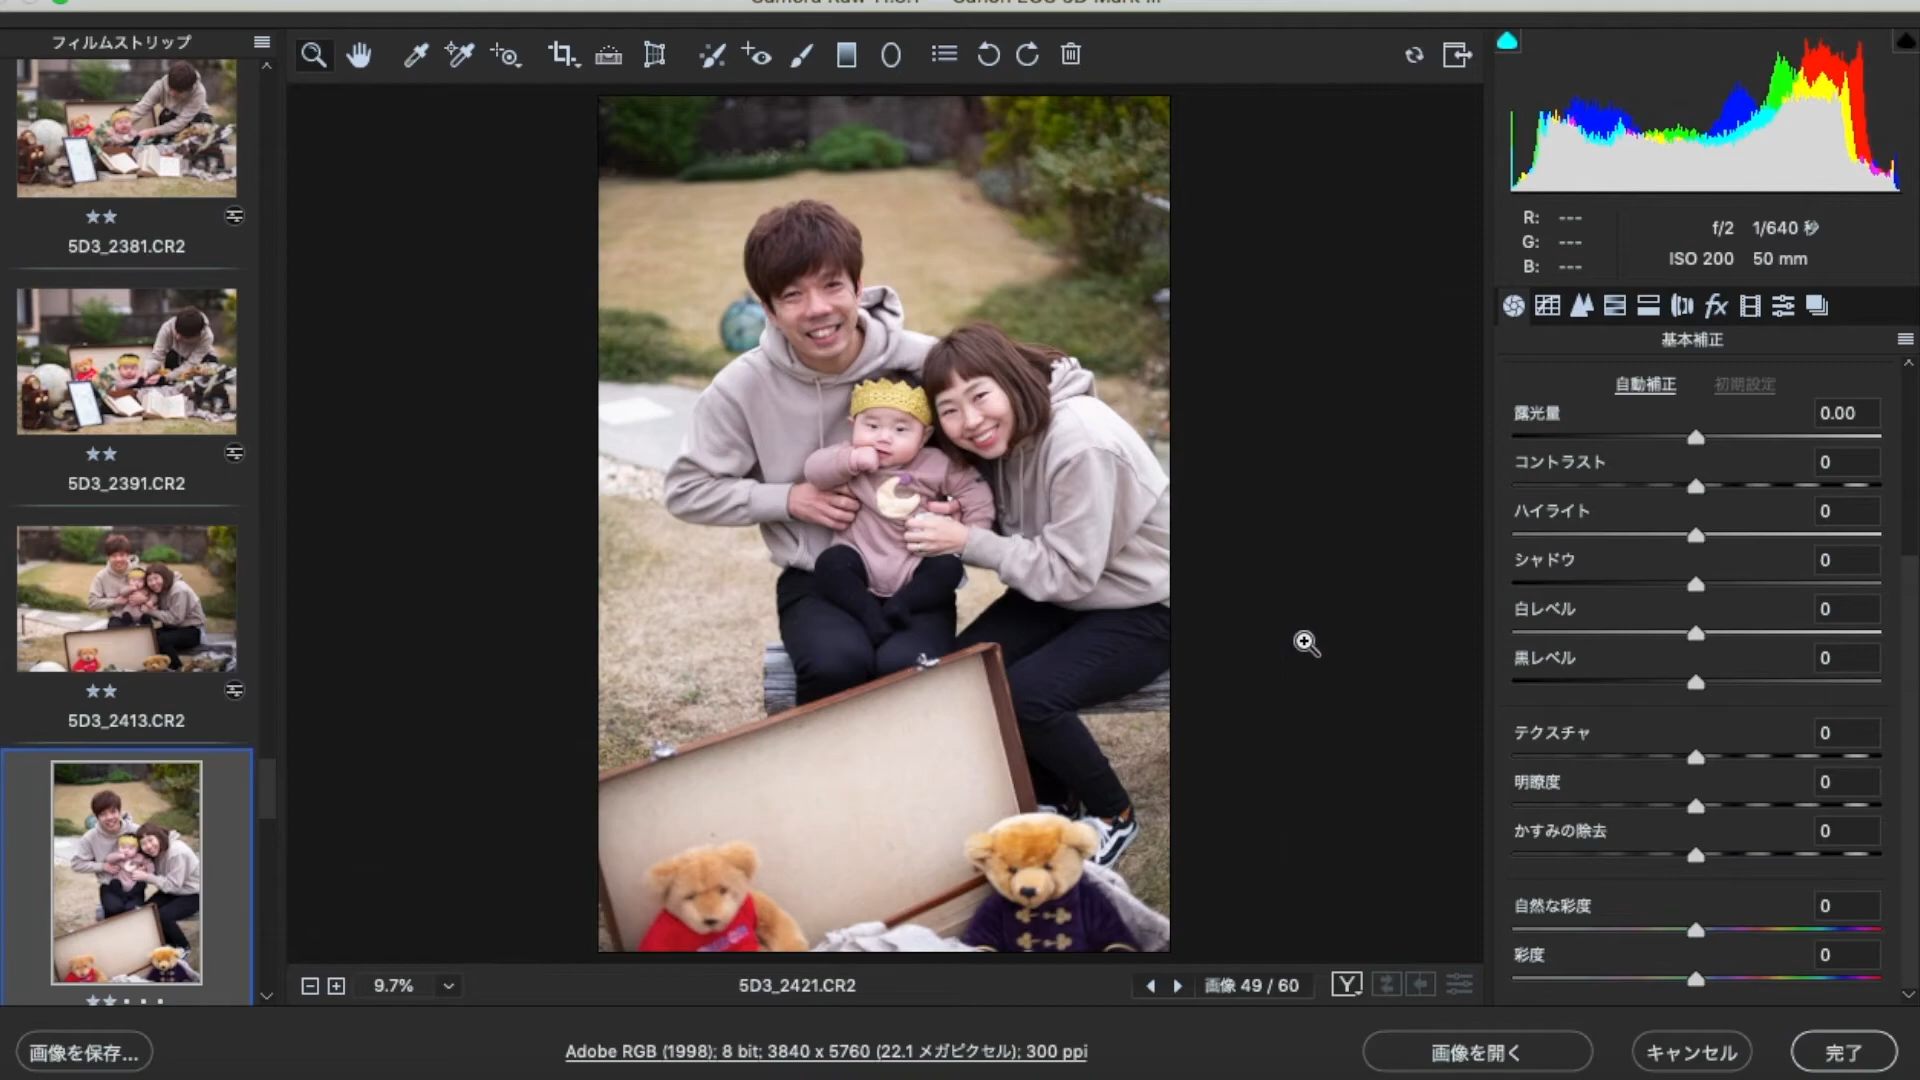 フィルムストリップ
5D3_2381.CR2
5D3_2391.CR2
5D3_2413.CR2
9.7%
5D3_2421.CR2
画像 49 / 60
R: ---
G: ---
B: ---
f/2 1/640 秒
ISO 200 50 mm
fx
基本補正
自動補正 初期設定
露光量 0.00
コントラスト 0
ハイライト 0
シャドウ 0
白レベル 0
黒レベル 0
テクスチャ 0
明瞭度 0
かすみの除去 0
自然な彩度 0
彩度 0
画像を保存...
Adobe RGB (1998); 8 bit; 3840 x 5760 (22.1 メガピクセル); 300 ppi
画像を開く
キャンセル
完了